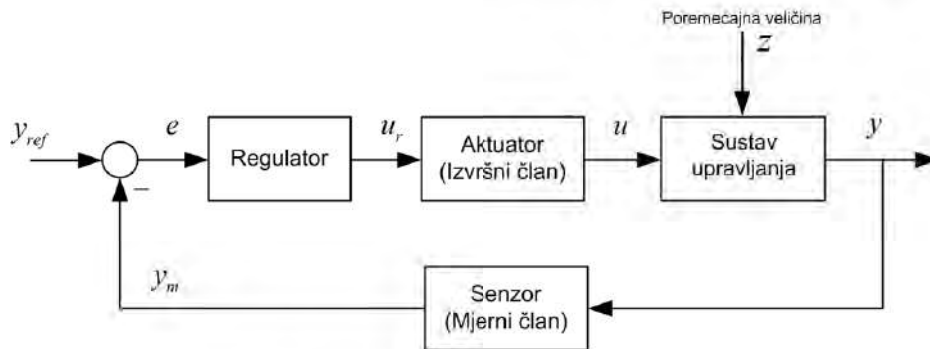 Poremećajna veličina
z
y_ref
e
Regulator
u_r
Aktuator
(Izvršni član)
u
Sustav
upravljanja
y
−
y_m
Senzor
(Mjerni član)